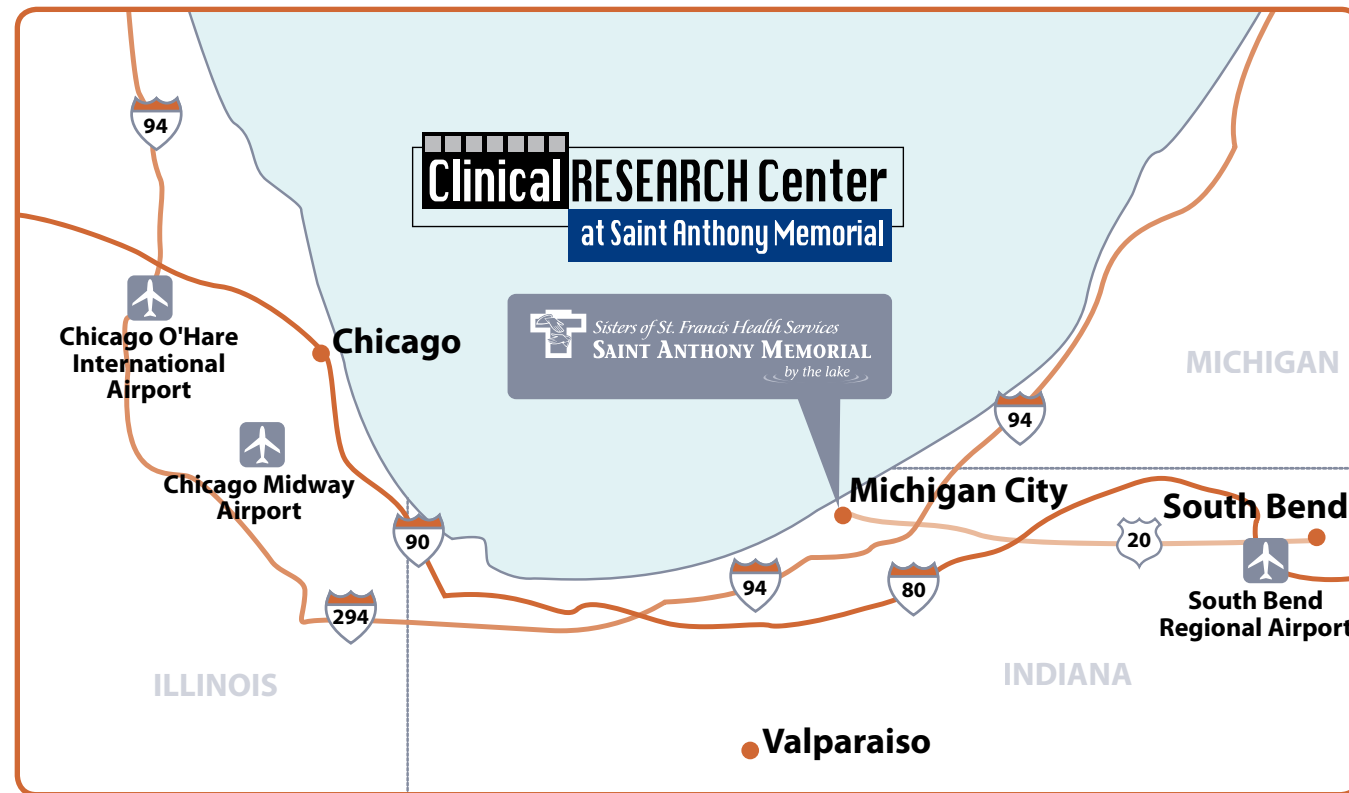 94
Clinical RESEARCH Center
at Saint Anthony Memorial
Sisters of St. Francis Health Services
SAINT ANTHONY MEMORIAL
by the lake
Chicago O'Hare
International
Airport
Chicago
MICHIGAN
94
Chicago Midway
Airport
Michigan City
South Bend
90
20
94
80
294
South Bend
Regional Airport
ILLINOIS
INDIANA
Valparaiso